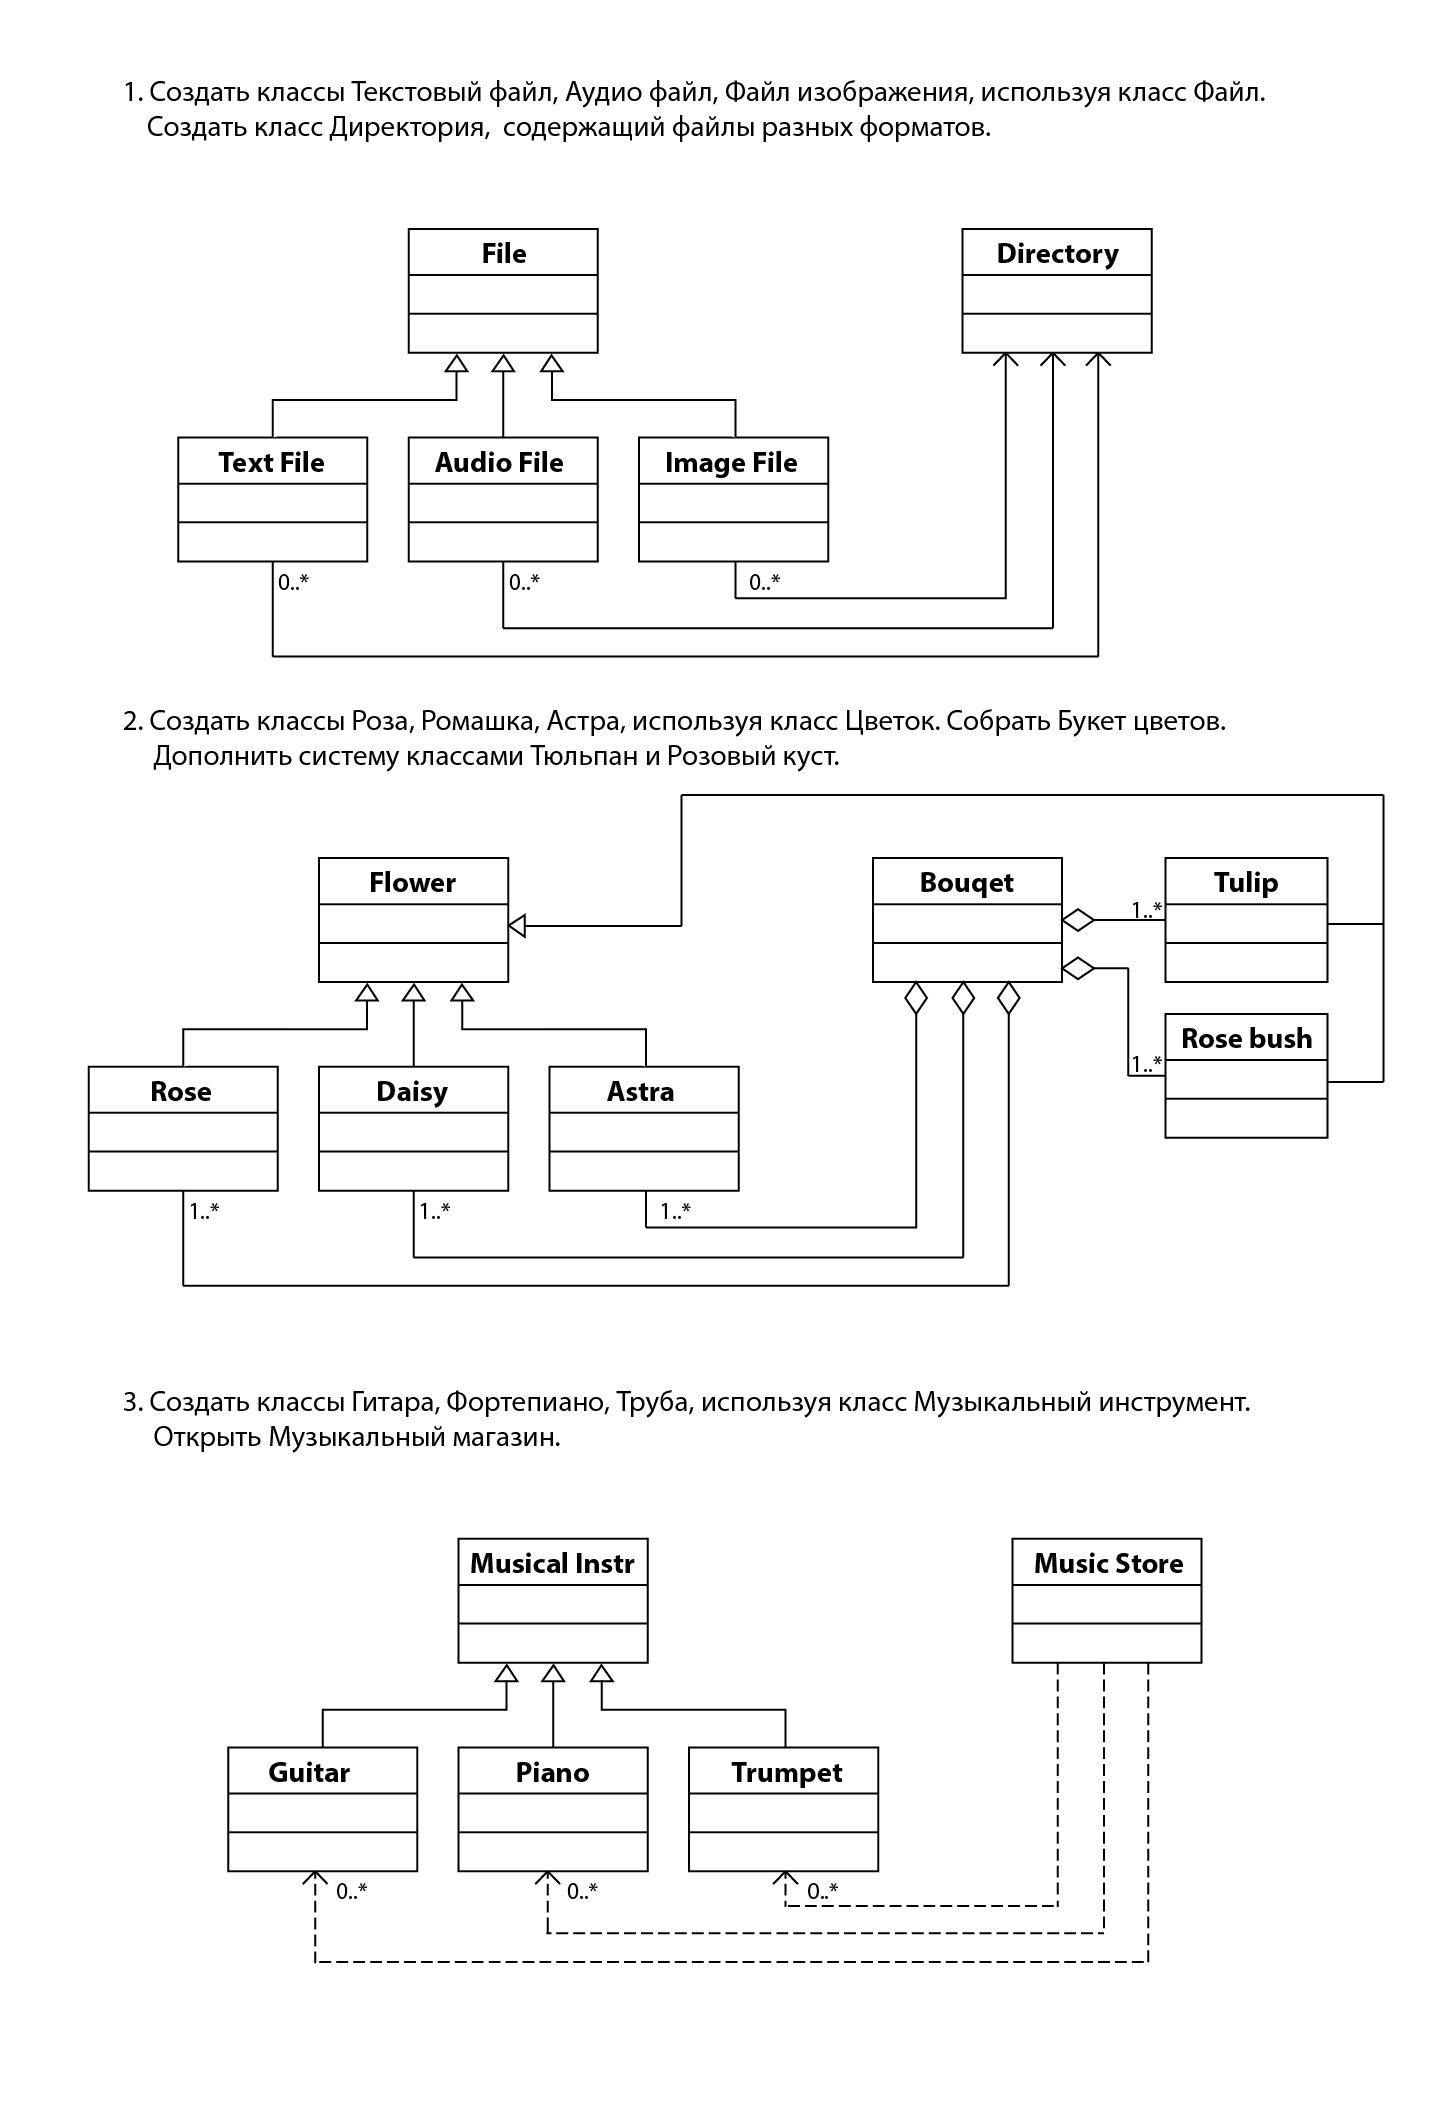 1. Создать классы Текстовый файл, Аудио файл, Файл изображения, используя класс Файл.
Создать класс Директория,  содержащий файлы разных форматов.
File
Directory
Text File
Audio File
Image File
0..*
0..*
0..*
2. Создать классы Роза, Ромашка, Астра, используя класс Цветок. Собрать Букет цветов.
Дополнить систему классами Тюльпан и Розовый куст.
Flower
Bouqet
Tulip
1..*
Rose bush
1..*
Rose
Daisy
Astra
1..*
1..*
1..*
3. Создать классы Гитара, Фортепиано, Труба, используя класс Музыкальный инструмент.
Открыть Музыкальный магазин.
Musical Instr
Music Store
Guitar
Piano
Trumpet
0..*
0..*
0..*